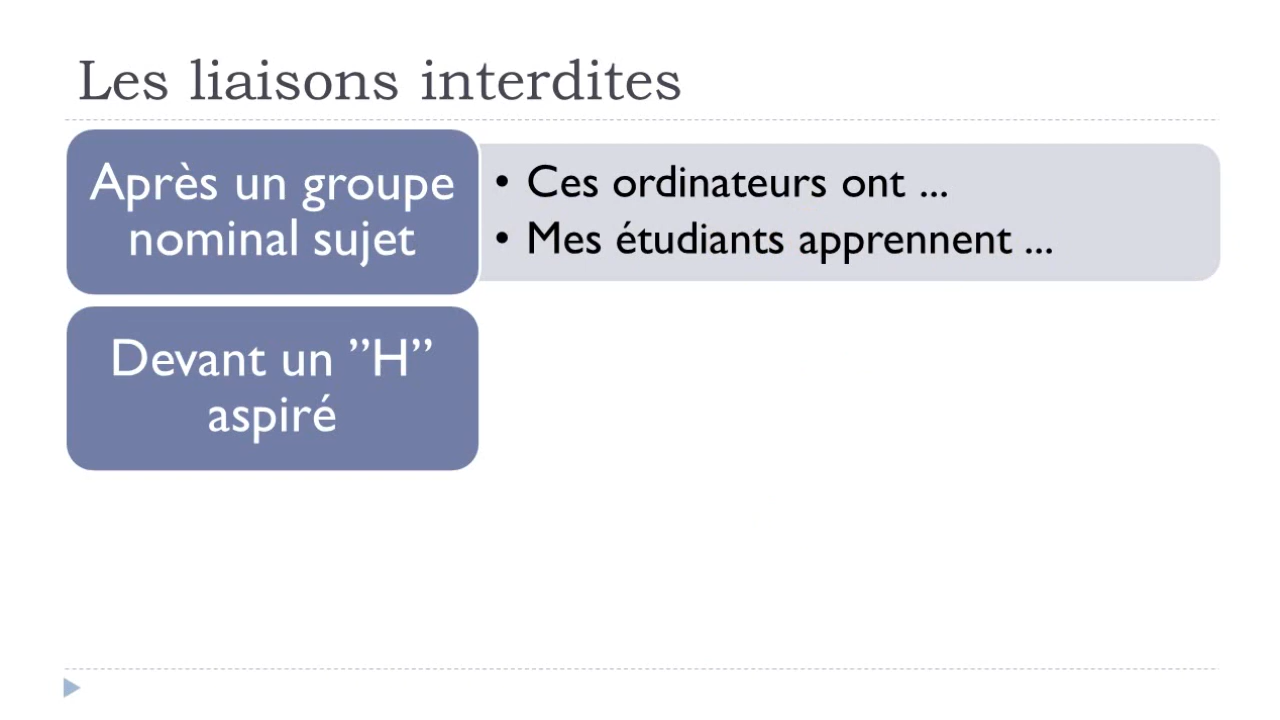 Les liaisons interdites
Après un groupe
nominal sujet
• Ces ordinateurs ont ...
• Mes étudiants apprennent ...
Devant un ”H”
aspiré